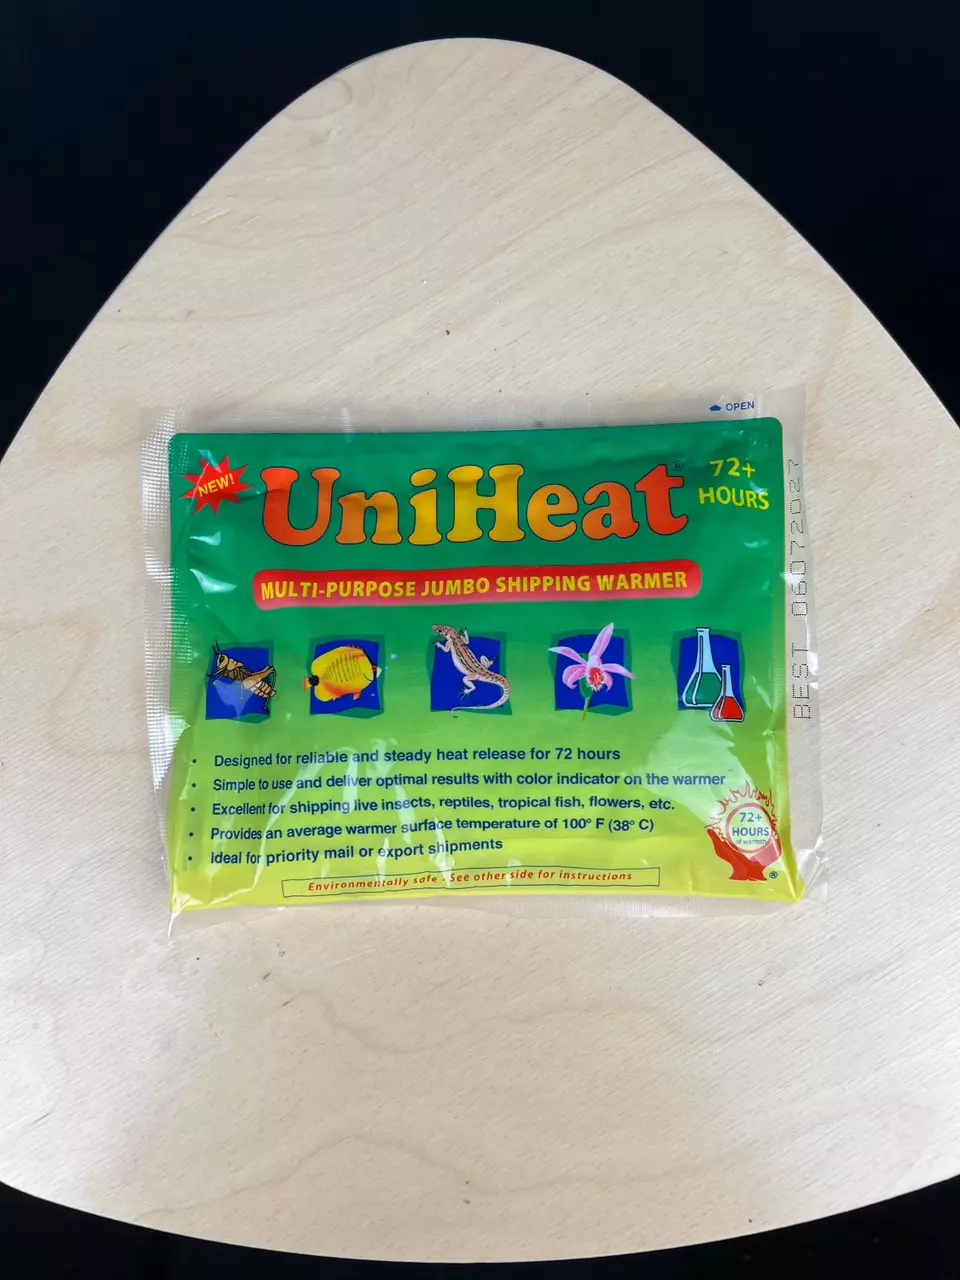 OPEN
NEW!
UniHeat®
72+
HOURS
MULTI-PURPOSE JUMBO SHIPPING WARMER
• Designed for reliable and steady heat release for 72 hours
• Simple to use and deliver optimal results with color indicator on the warmer
• Excellent for shipping live insects, reptiles, tropical fish, flowers, etc.
• Provides an average warmer surface temperature of 100° F (38° C)
• Ideal for priority mail or export shipments
72+
HOURS
of warmth
®
Environmentally safe - See other side for instructions
BEST 06072027